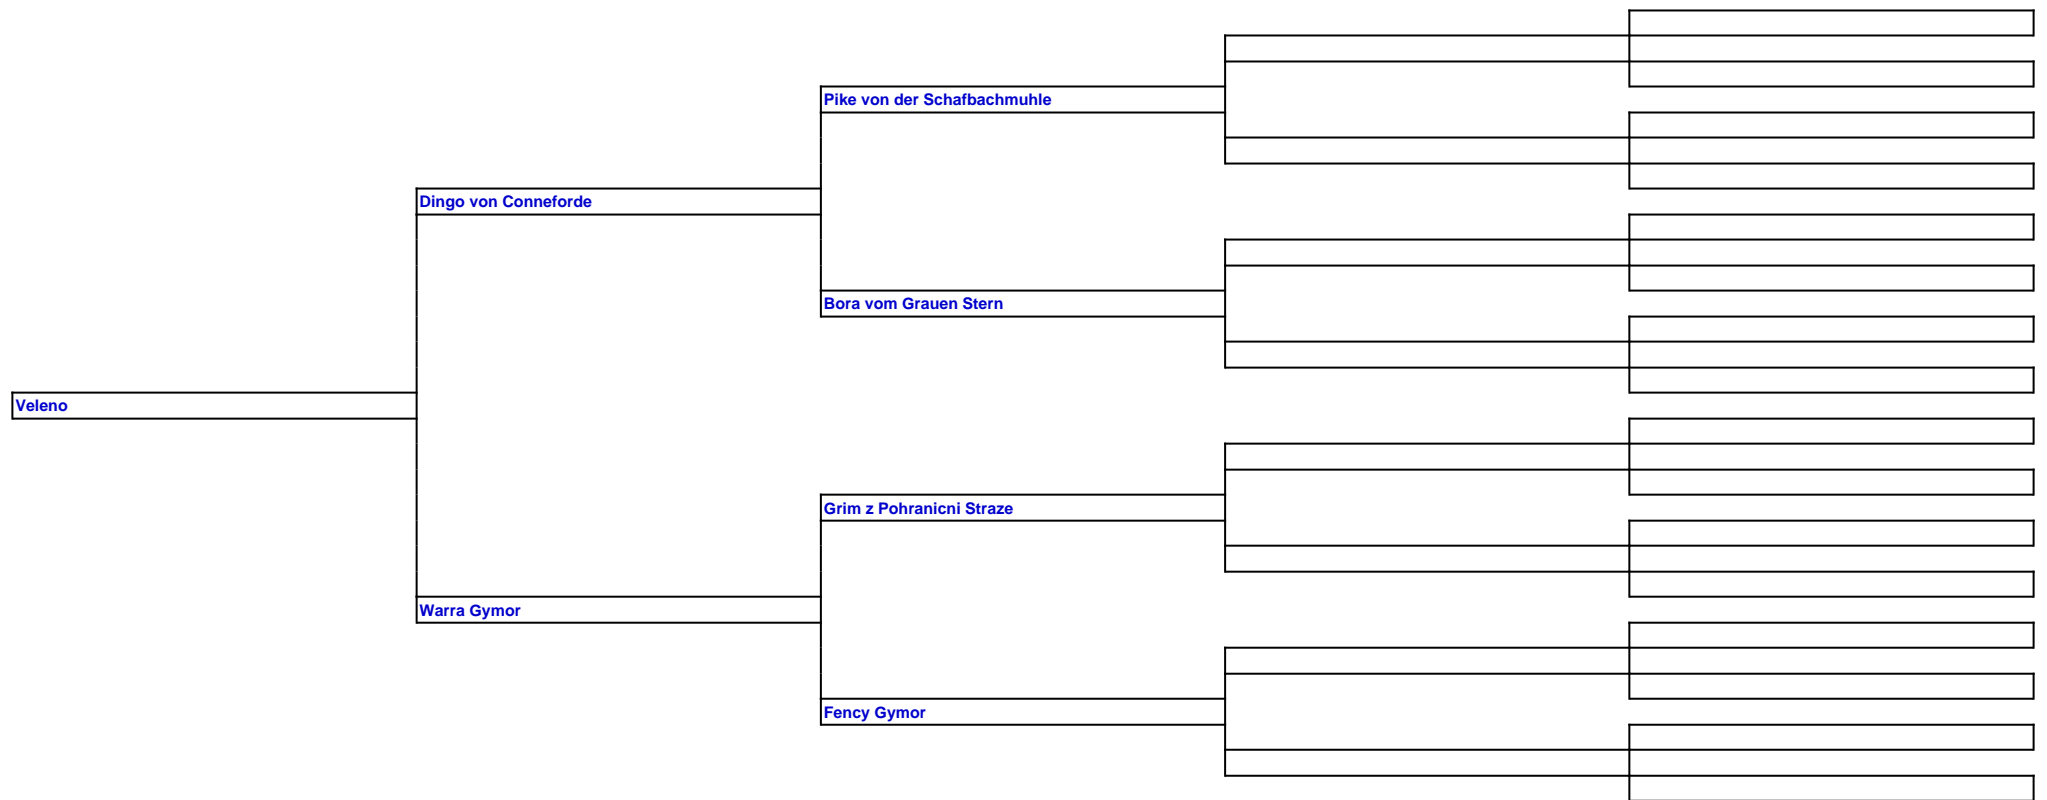 Pike von der Schafbachmuhle
Dingo von Conneforde
Bora vom Grauen Stern
Veleno
Grim z Pohranicni Straze
Warra Gymor
Fency Gymor